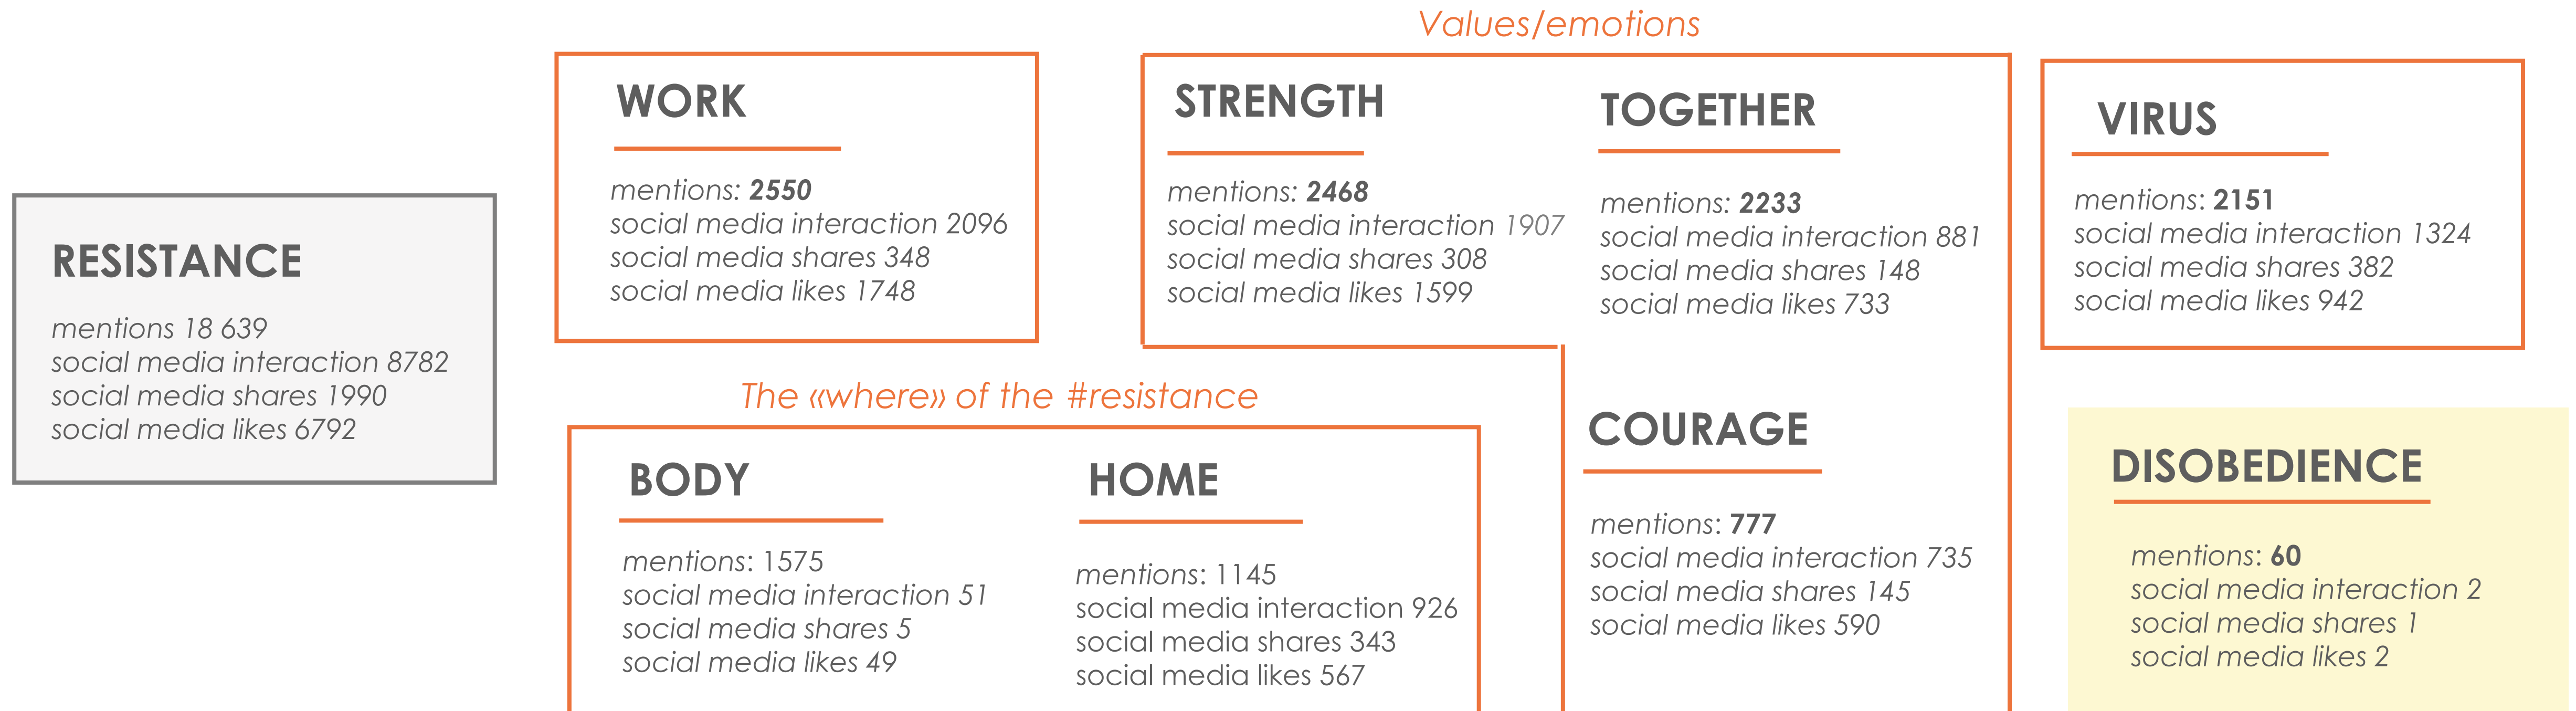 RESISTANCE
mentions 18 639
social media interaction 8782
social media shares 1990
social media likes 6792
WORK
mentions: 2550
social media interaction 2096
social media shares 348
social media likes 1748
Values/emotions
STRENGTH
mentions: 2468
social media interaction 1907
social media shares 308
social media likes 1599
TOGETHER
mentions: 2233
social media interaction 881
social media shares 148
social media likes 733
COURAGE
mentions: 777
social media interaction 735
social media shares 145
social media likes 590
VIRUS
mentions: 2151
social media interaction 1324
social media shares 382
social media likes 942
The «where» of the #resistance
BODY
mentions: 1575
social media interaction 51
social media shares 5
social media likes 49
HOME
mentions: 1145
social media interaction 926
social media shares 343
social media likes 567
DISOBEDIENCE
mentions: 60
social media interaction 2
social media shares 1
social media likes 2